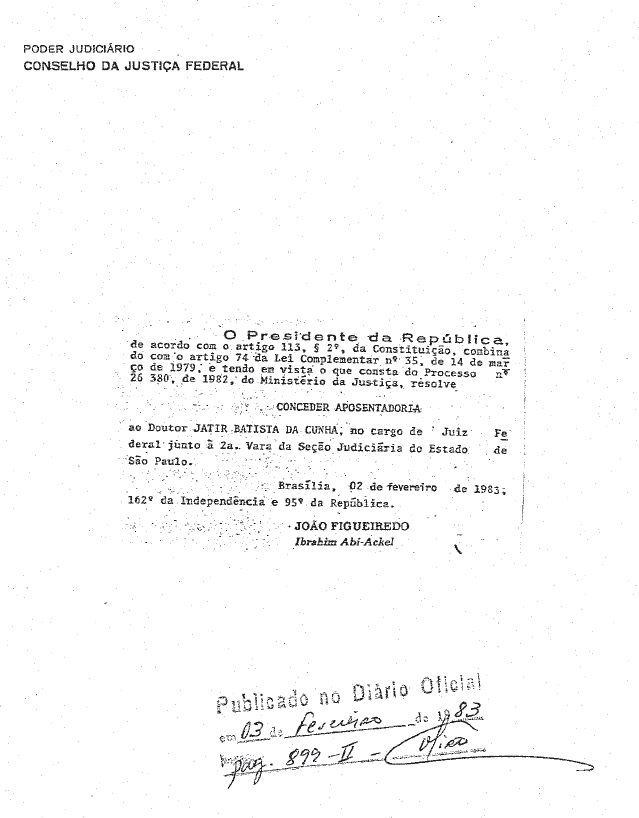 PODER JUDICIÁRIO
CONSELHO DA JUSTIÇA FEDERAL
O Presidente da República,
de acordo com o artigo 113, § 2º, da Constituição, combina
do com o artigo 74 da Lei Complementar nº 35, de 14 de mar
ço de 1979, e tendo em vista o que consta do Processo nº
26 380, de 1982, do Ministério da Justiça, resolve
CONCEDER APOSENTADORIA
ao Doutor JATIR BATISTA DA CUNHA, no cargo de Juiz Fe
deral junto à 2a. Vara da Seção Judiciária do Estado de
São Paulo.
Brasília, 02 de fevereiro de 1983;
162º da Independência e 95º da República.
JOÃO FIGUEIREDO
Ibrahim Abi-Ackel
Publicado no Diário Oficial
em 03 de Fevereiro de 1983
pag. 899-II-